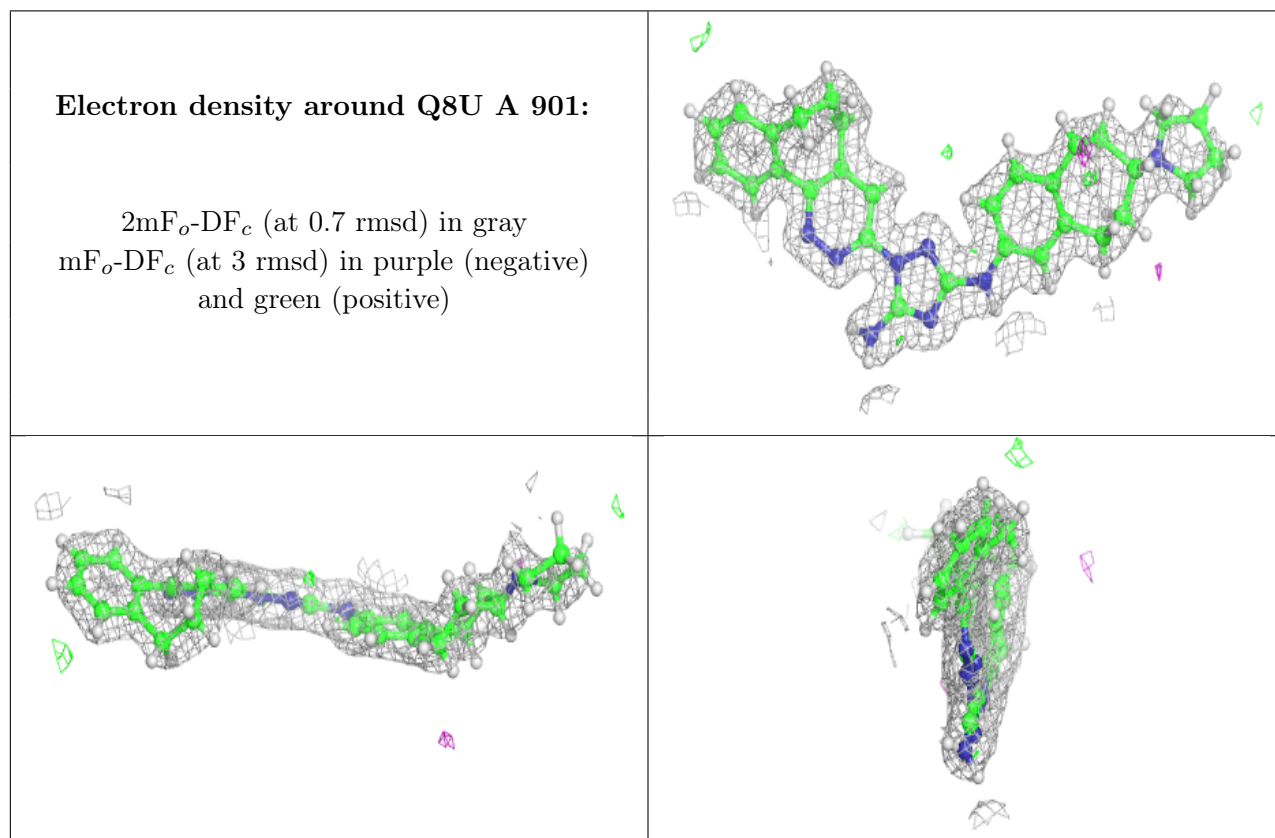 Electron density around Q8U A 901:
2mFo-DFc (at 0.7 rmsd) in gray
mFo-DFc (at 3 rmsd) in purple (negative)
and green (positive)